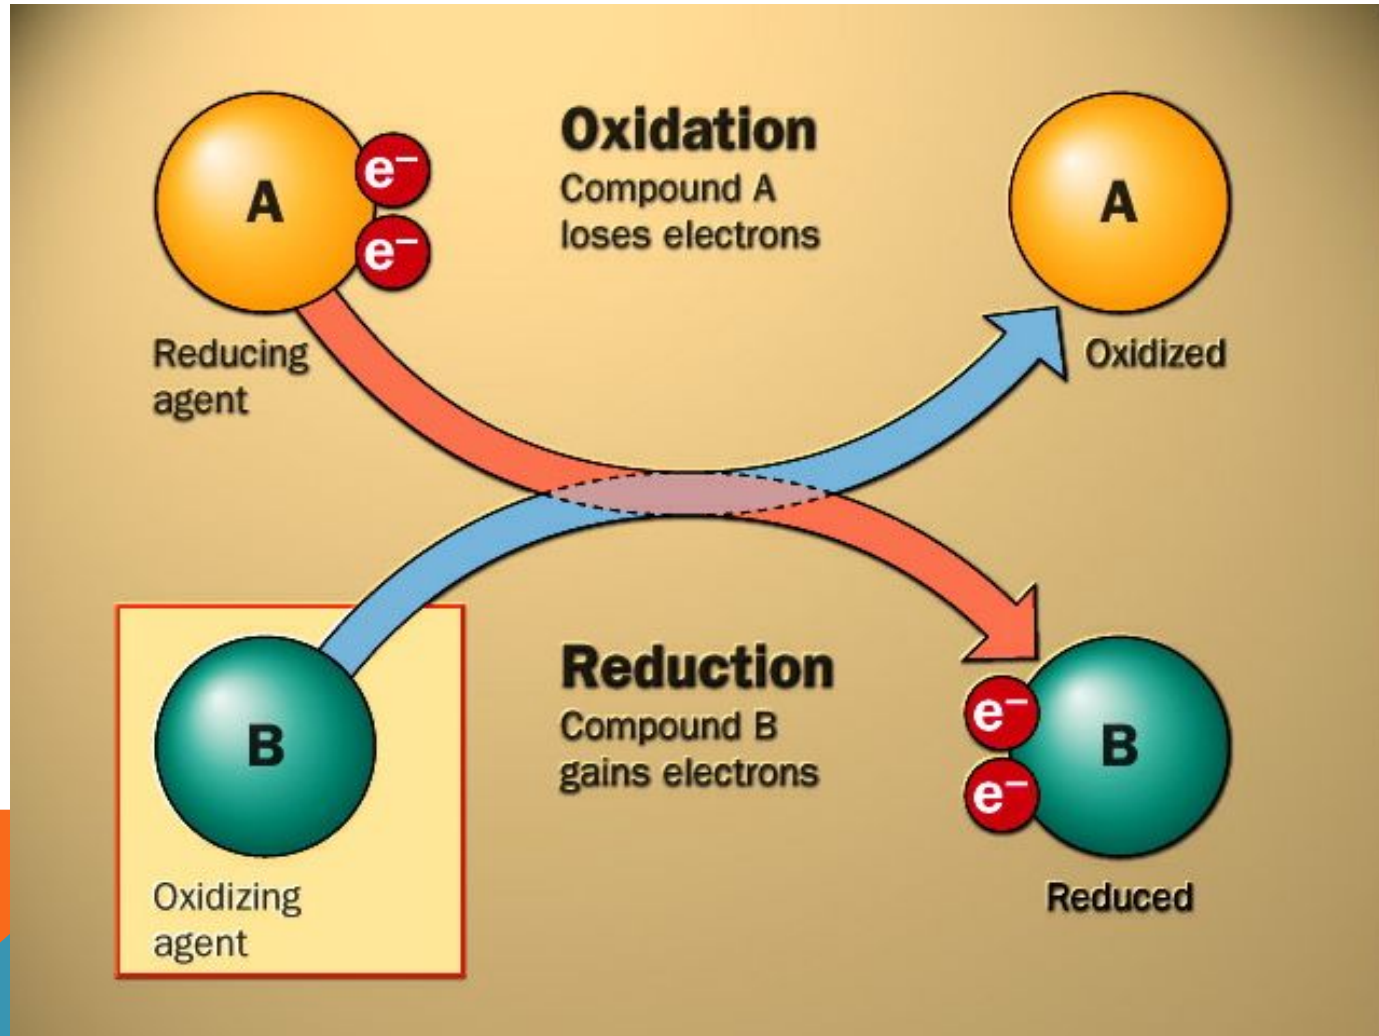 A
e⁻
e⁻
Oxidation
Compound A
loses electrons
A
Reducing
agent
Oxidized
B
Oxidizing
agent
Reduction
Compound B
gains electrons
e⁻
e⁻
B
Reduced